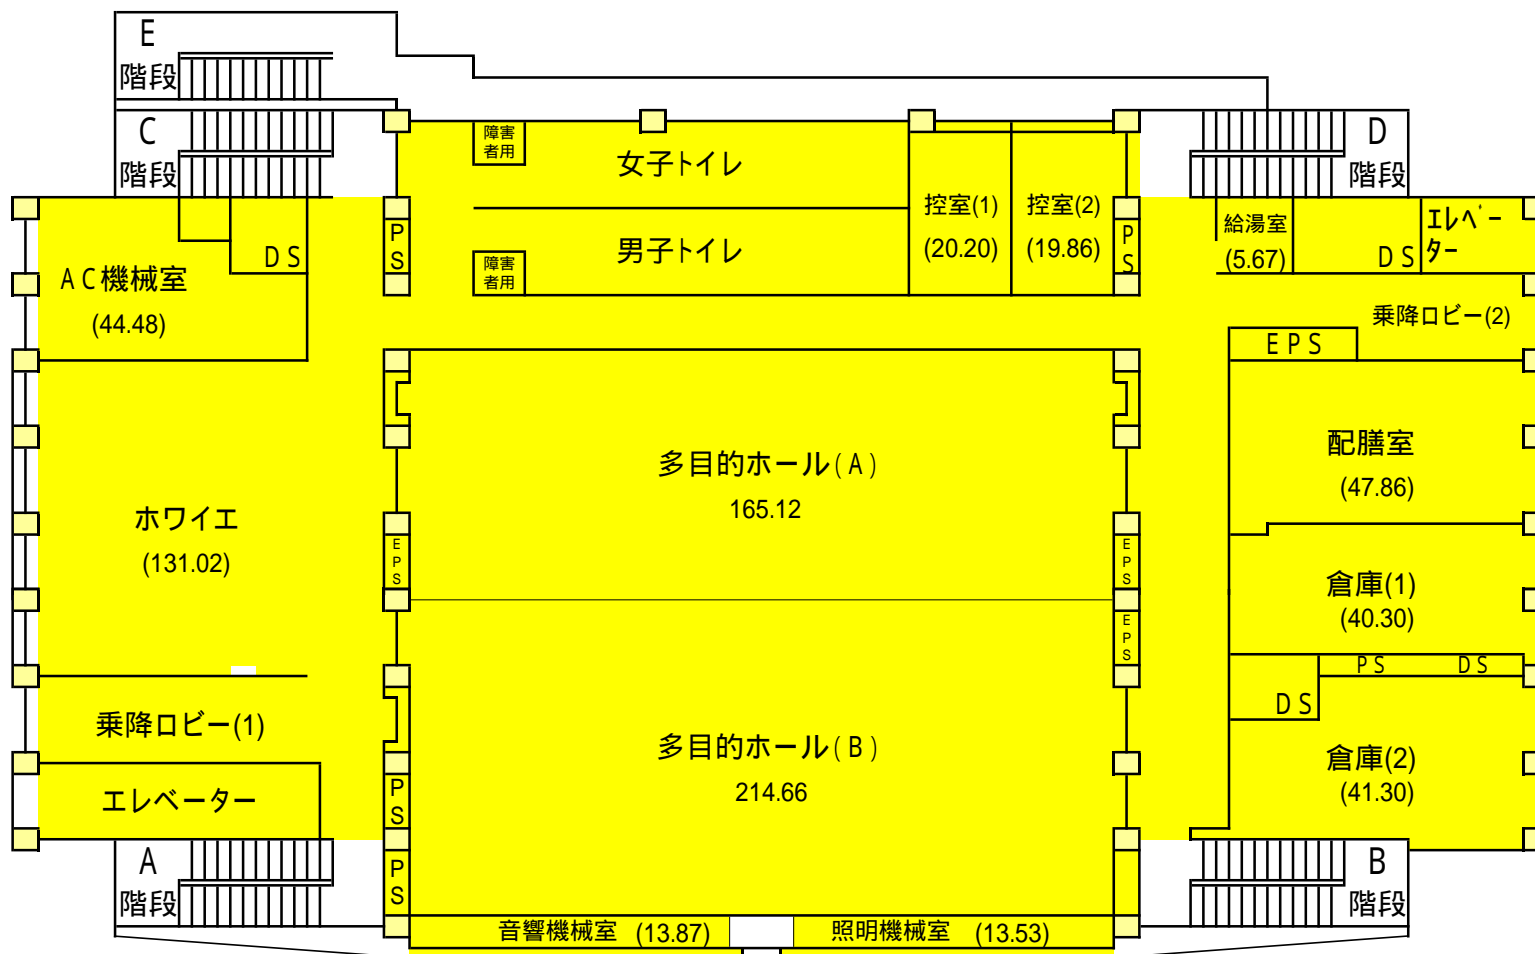 E
階段
C
階段
D
階段
障害
者用
女子トイレ
控室(1)
(20.20)
控室(2)
(19.86)
男子トイレ
障害
者用
PS
PS
給湯室
(5.67)
DS
エレベー
ター
DS
AC機械室
(44.48)
乗降ロビー(2)
EPS
配膳室
(47.86)
多目的ホール(A)
165.12
ホワイエ
(131.02)
EPS
EPS
倉庫(1)
(40.30)
EPS
PS
DS
DS
乗降ロビー(1)
多目的ホール(B)
214.66
倉庫(2)
(41.30)
エレベーター
PS
A
階段
PS
B
階段
音響機械室 (13.87)
照明機械室 (13.53)